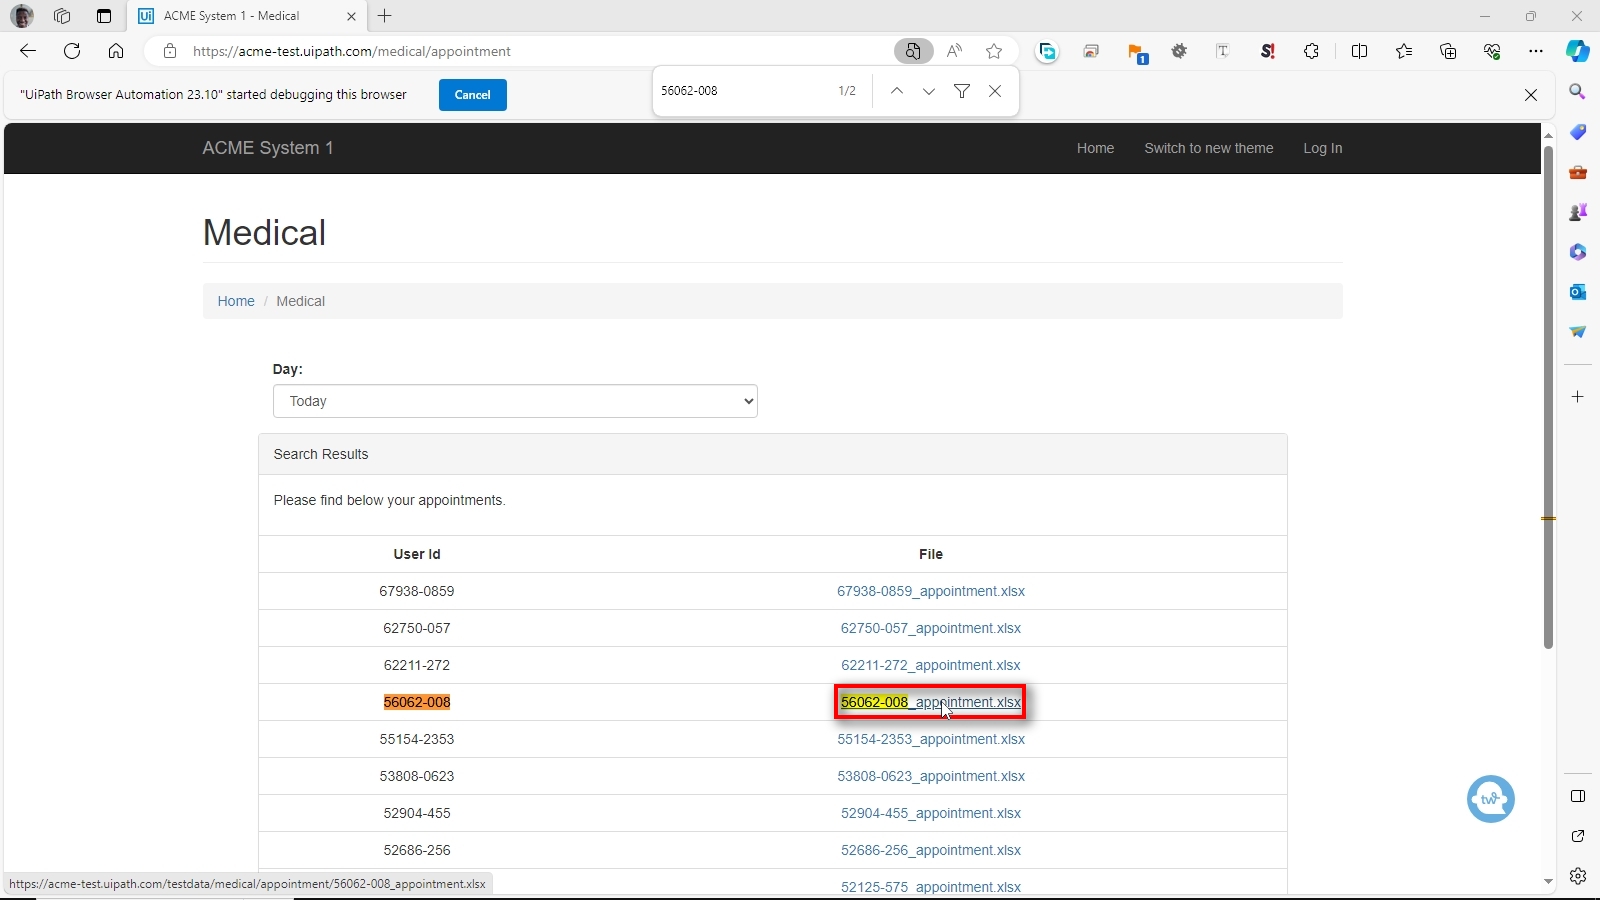 ACME System 1 - Medical
https://acme-test.uipath.com/medical/appointment
1
"UiPath Browser Automation 23.10" started debugging this browser
Cancel
56062-008
1/2
ACME System 1
Home
Switch to new theme
Log In
Medical
Home / Medical
Day:
Today
Search Results
Please find below your appointments.
User Id File
67938-0859 67938-0859_appointment.xlsx
62750-057 62750-057_appointment.xlsx
62211-272 62211-272_appointment.xlsx
56062-008 56062-008_appointment.xlsx
55154-2353 55154-2353_appointment.xlsx
53808-0623 53808-0623_appointment.xlsx
52904-455 52904-455_appointment.xlsx
52686-256 52686-256_appointment.xlsx
52125-575_appointment.xlsx
tw
https://acme-test.uipath.com/testdata/medical/appointment/56062-008_appointment.xlsx